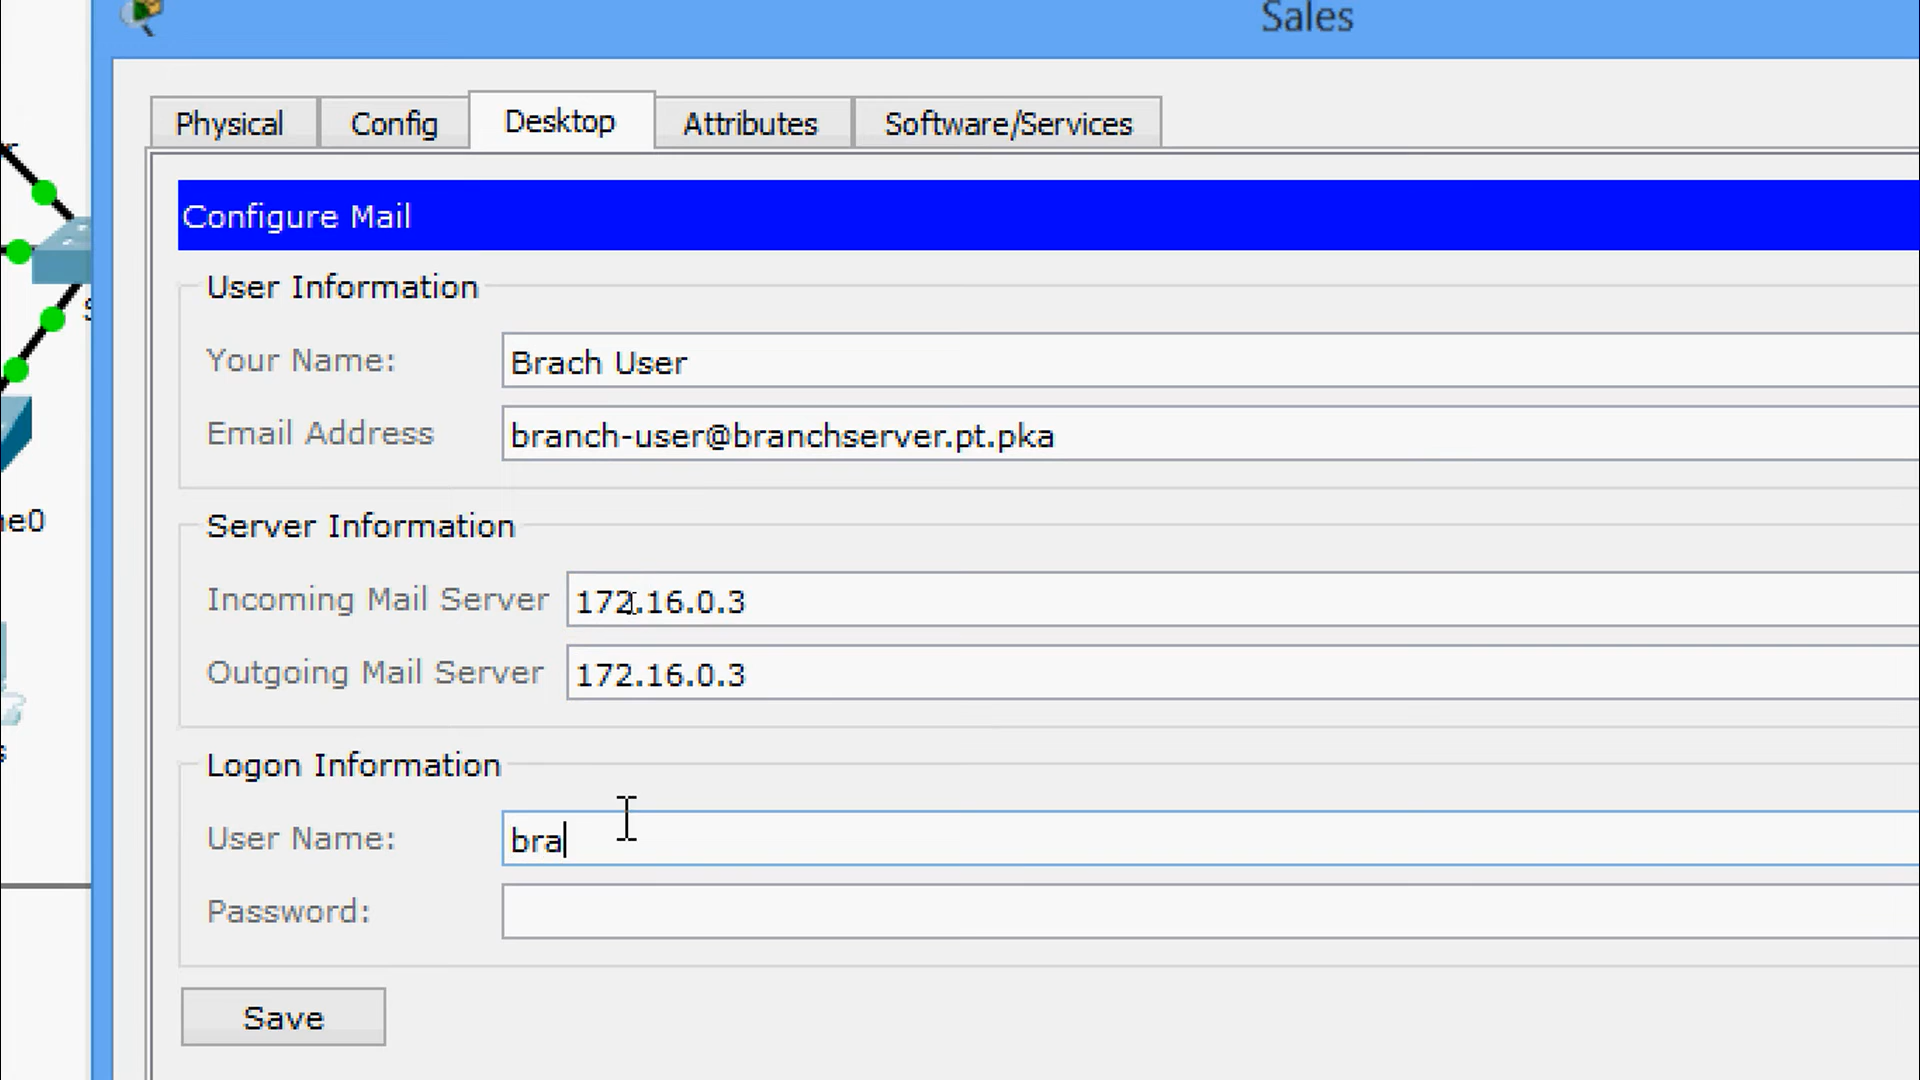 Sales
Physical
Config
Desktop
Attributes
Software/Services
Configure Mail
User Information
Your Name:
Brach User
Email Address
branch-user@branchserver.pt.pka
Server Information
Incoming Mail Server
172.16.0.3
Outgoing Mail Server
172.16.0.3
Logon Information
User Name:
bra
Password:
Save